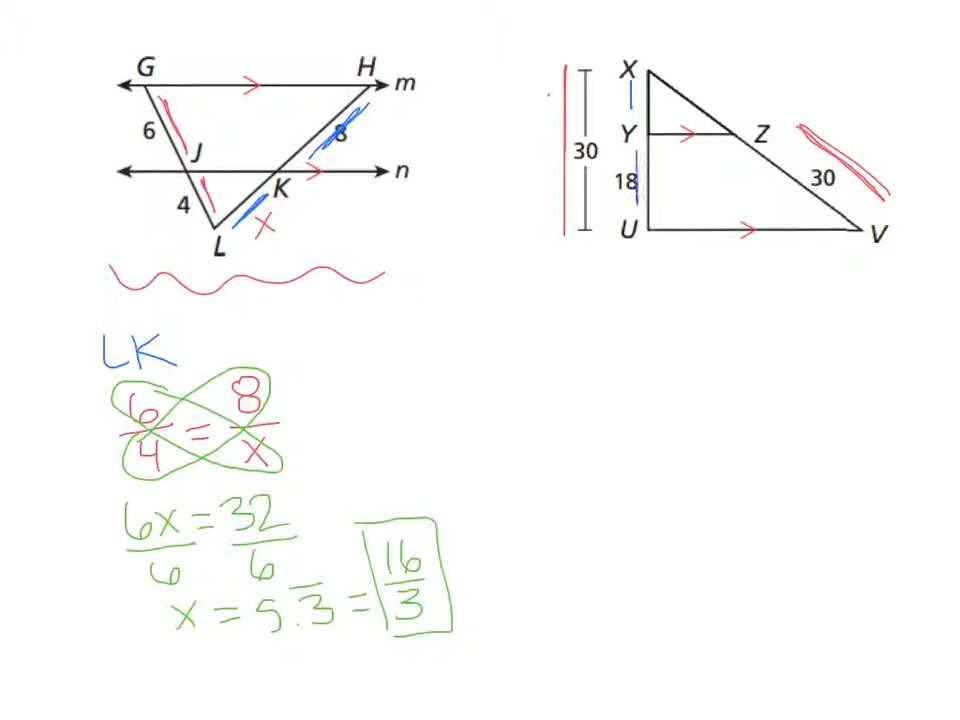 G H m
6 8
J n
K
4 x
L
X
Y Z
30
18 30
U V
LK
6/4 = 8/x
6x/6 = 32/6
x = 5.3̅ = 16/3